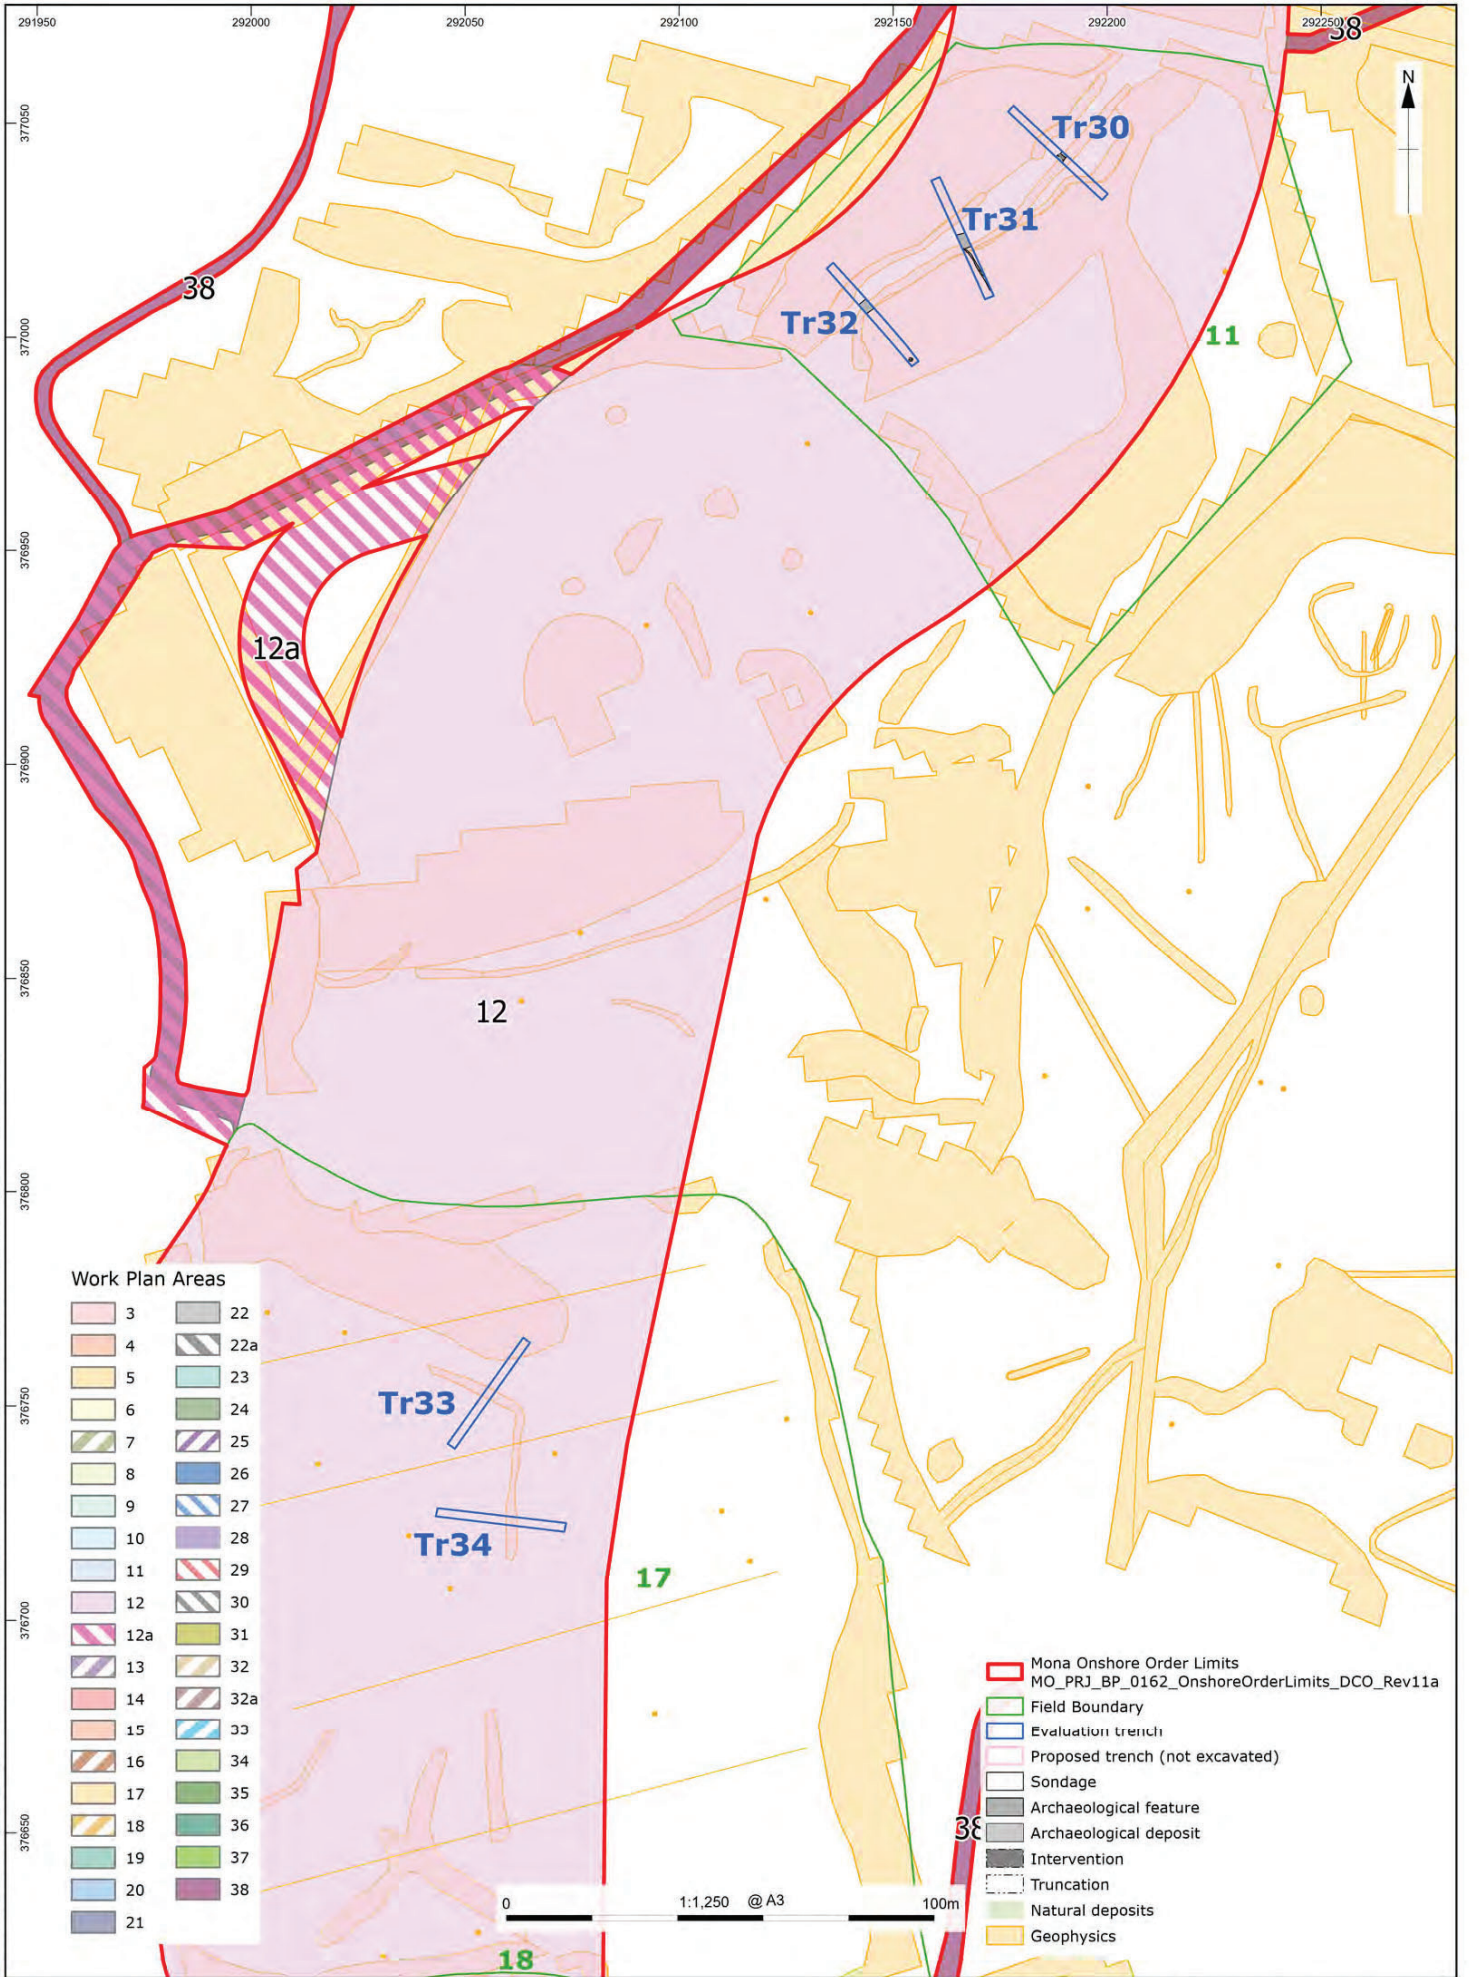 291950
292000
292050
292100
292150
292200
292250
38
N
377050
377000
376950
376900
376850
376800
376750
376700
376650
Tr30
Tr31
Tr32
38
11
12a
12
Tr33
Tr34
17
18
38
Work Plan Areas
3
4
5
6
7
8
9
10
11
12
12a
13
14
15
16
17
18
19
20
21
22
22a
23
24
25
26
27
28
29
30
31
32
32a
33
34
35
36
37
38
0 1:1,250 @ A3 100m
Mona Onshore Order Limits
MO_PRJ_BP_0162_OnshoreOrderLimits_DCO_Rev11a
Field Boundary
Evaluation trench
Proposed trench (not excavated)
Sondage
Archaeological feature
Archaeological deposit
Intervention
Truncation
Natural deposits
Geophysics